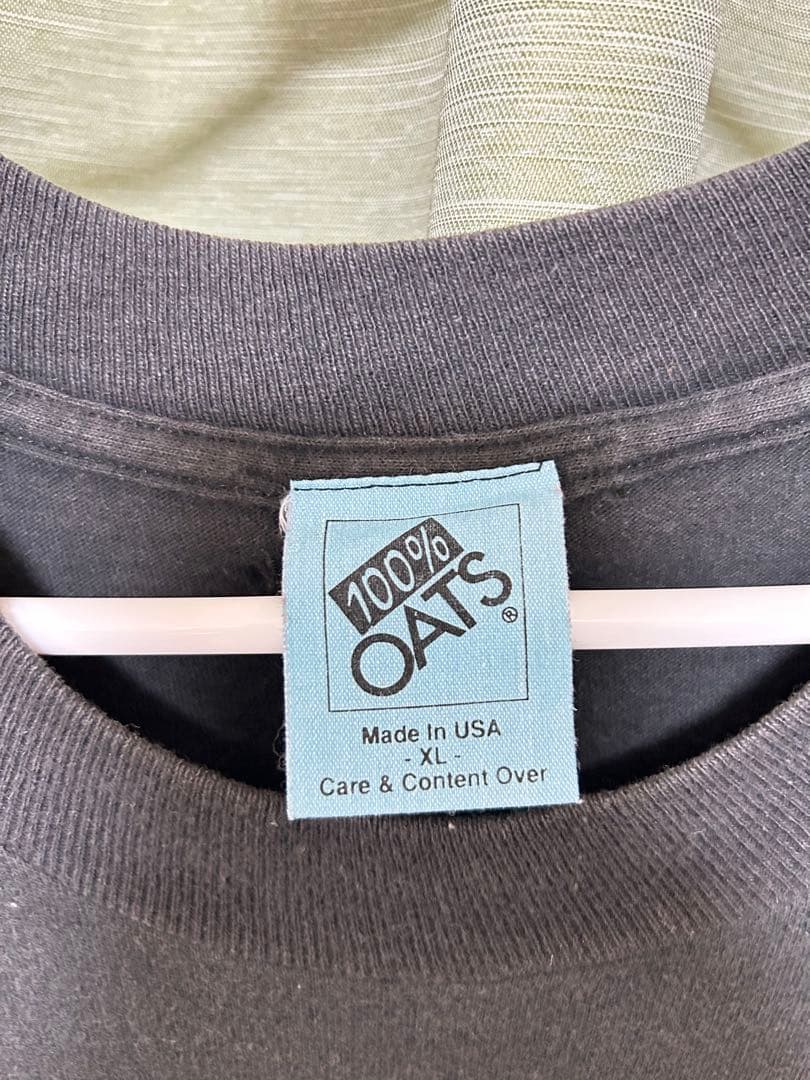 100%
OATS®
Made In USA
- XL -
Care & Content Over